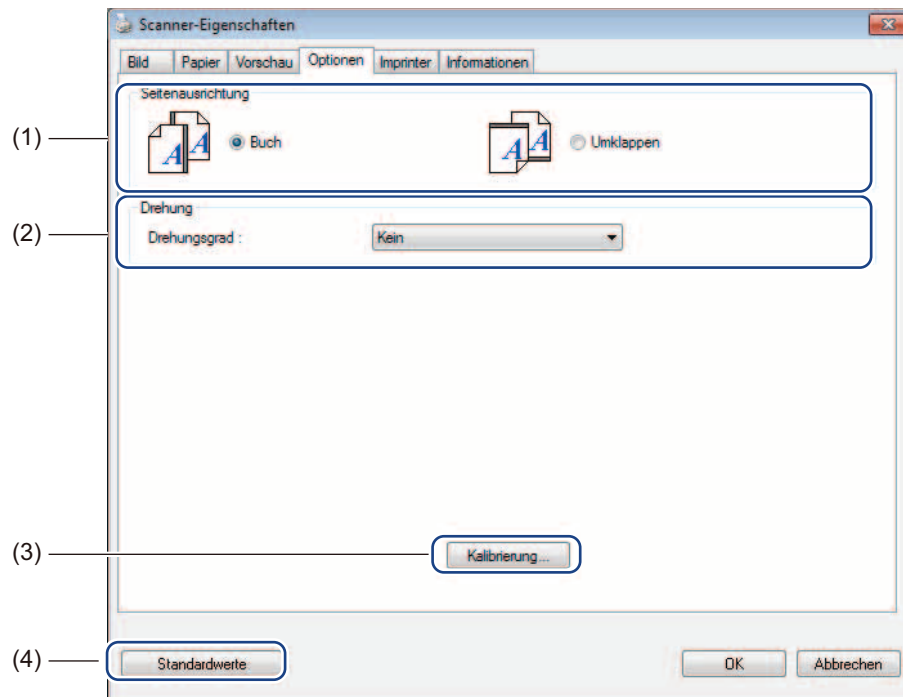 Scanner-Eigenschaften
Bild Papier Vorschau Optionen Imprinter Informationen
Seitenausrichtung
(1) A A Buch A A Umklappen
Drehung
(2) Drehungsgrad : Kein
(3) Kalibrierung...
(4) Standardwerte OK Abbrechen